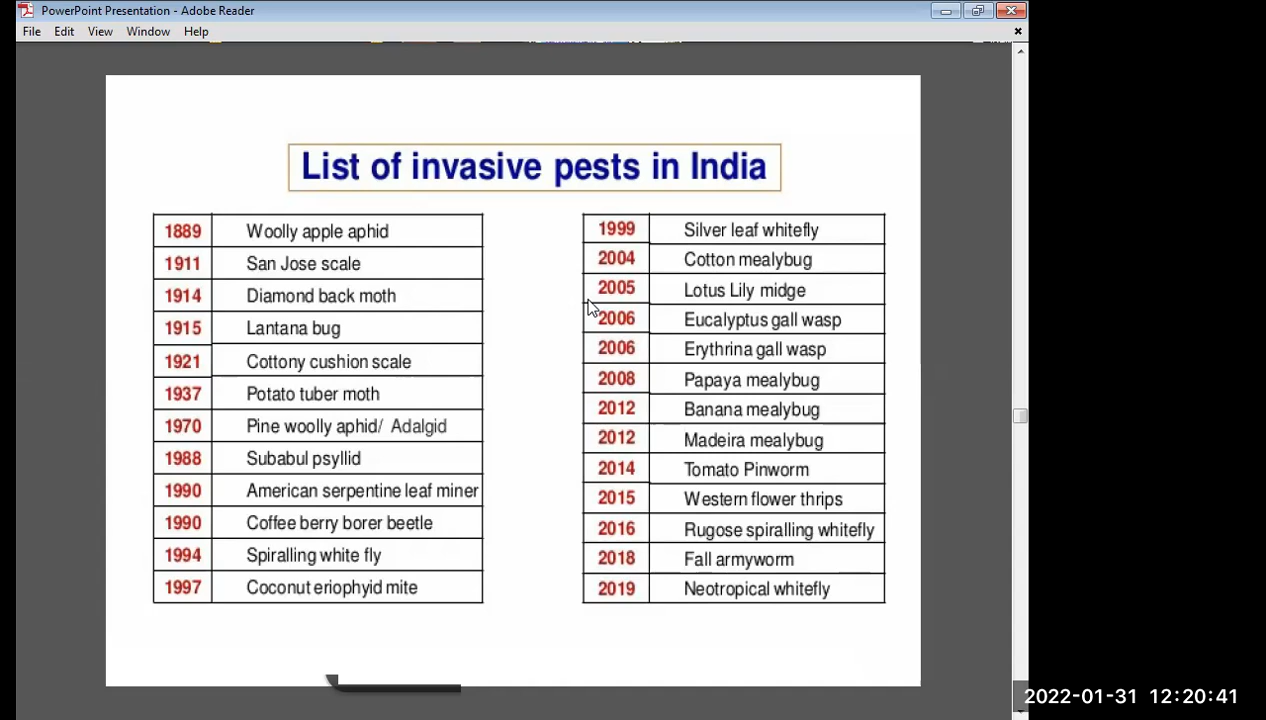 PowerPoint Presentation - Adobe Reader
File Edit View Window Help
List of invasive pests in India
1889 Woolly apple aphid
1911 San Jose scale
1914 Diamond back moth
1915 Lantana bug
1921 Cottony cushion scale
1937 Potato tuber moth
1970 Pine woolly aphid/ Adalgid
1988 Subabul psyllid
1990 American serpentine leaf miner
1990 Coffee berry borer beetle
1994 Spiralling white fly
1997 Coconut eriophyid mite
1999 Silver leaf whitefly
2004 Cotton mealybug
2005 Lotus Lily midge
2006 Eucalyptus gall wasp
2006 Erythrina gall wasp
2008 Papaya mealybug
2012 Banana mealybug
2012 Madeira mealybug
2014 Tomato Pinworm
2015 Western flower thrips
2016 Rugose spiralling whitefly
2018 Fall armyworm
2019 Neotropical whitefly
2022-01-31 12:20:41